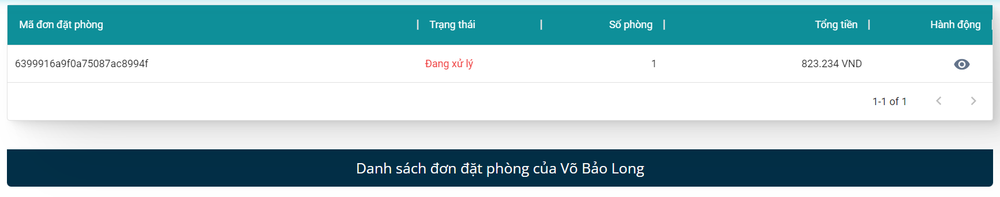 Mã đơn đặt phòng | Trạng thái | Số phòng | Tổng tiền | Hành động
6399916a9f0a75087ac8994f Đang xử lý 1 823.234 VND
1-1 of 1
Danh sách đơn đặt phòng của Võ Bảo Long